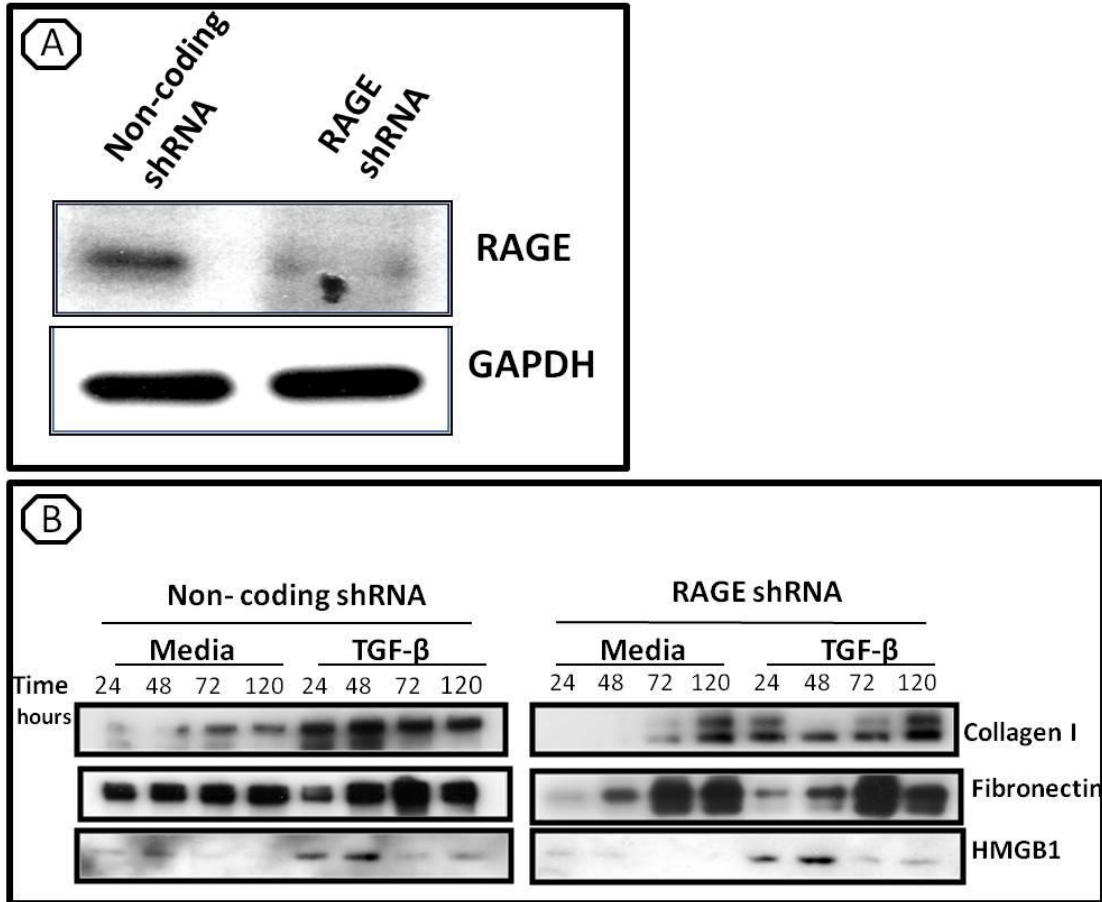 A
Non-coding
shRNA
RAGE
shRNA
RAGE
GAPDH
B
Non- coding shRNA
RAGE shRNA
Media TGF-β Media TGF-β
Time 24 48 72 120 24 48 72 120 24 48 72 120 24 48 72 120
hours
Collagen I
Fibronectin
HMGB1